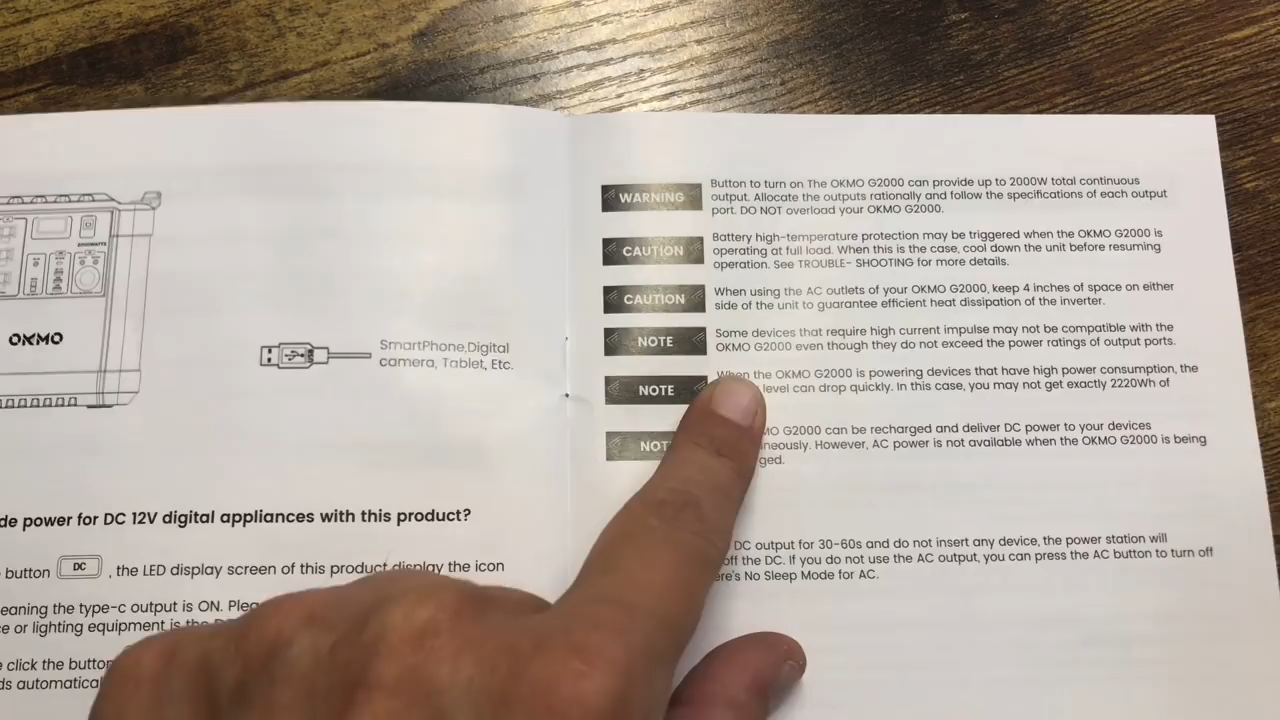 2000WATTS
OKMO
SmartPhone,Digital
camera, Tablet, Etc.
de power for DC 12V digital appliances with this product?
button DC , the LED display screen of this product display the icon
eaning the type-c output is ON.
ce or lighting equipment is the
click the button
ds automatical
WARNING
Button to turn on The OKMO G2000 can provide up to 2000W total continuous
output. Allocate the outputs rationally and follow the specifications of each output
port. DO NOT overload your OKMO G2000.
CAUTION
Battery high-temperature protection may be triggered when the OKMO G2000 is
operating at full load. When this is the case, cool down the unit before resuming
operation. See TROUBLE- SHOOTING for more details.
CAUTION
When using the AC outlets of your OKMO G2000, keep 4 inches of space on either
side of the unit to guarantee efficient heat dissipation of the inverter.
NOTE
Some devices that require high current impulse may not be compatible with the
OKMO G2000 even though they do not exceed the power ratings of output ports.
NOTE
When the OKMO G2000 is powering devices that have high power consumption, the
level can drop quickly. In this case, you may not get exactly 2220Wh of
NOT
MO G2000 can be recharged and deliver DC power to your devices
neously. However, AC power is not available when the OKMO G2000 is being
ged.
DC output for 30-60s and do not insert any device, the power station will
off the DC. If you do not use the AC output, you can press the AC button to turn off
ere's No Sleep Mode for AC.